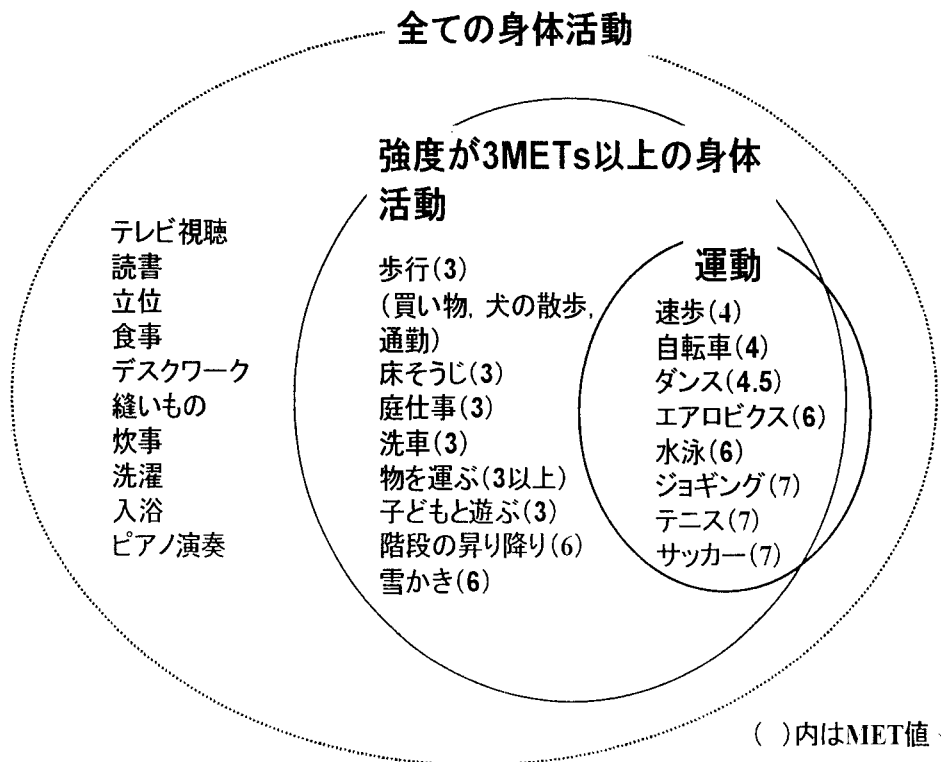 全ての身体活動
強度が3METs以上の身体
活動
テレビ視聴
読書
立位
食事
デスクワーク
縫いもの
炊事
洗濯
入浴
ピアノ演奏
歩行(3)
(買い物, 犬の散歩,
通勤)
床そうじ(3)
庭仕事(3)
洗車(3)
物を運ぶ(3以上)
子どもと遊ぶ(3)
階段の昇り降り(6)
雪かき(6)
運動
速歩(4)
自転車(4)
ダンス(4.5)
エアロビクス(6)
水泳(6)
ジョギング(7)
テニス(7)
サッカー(7)
( )内はMET値